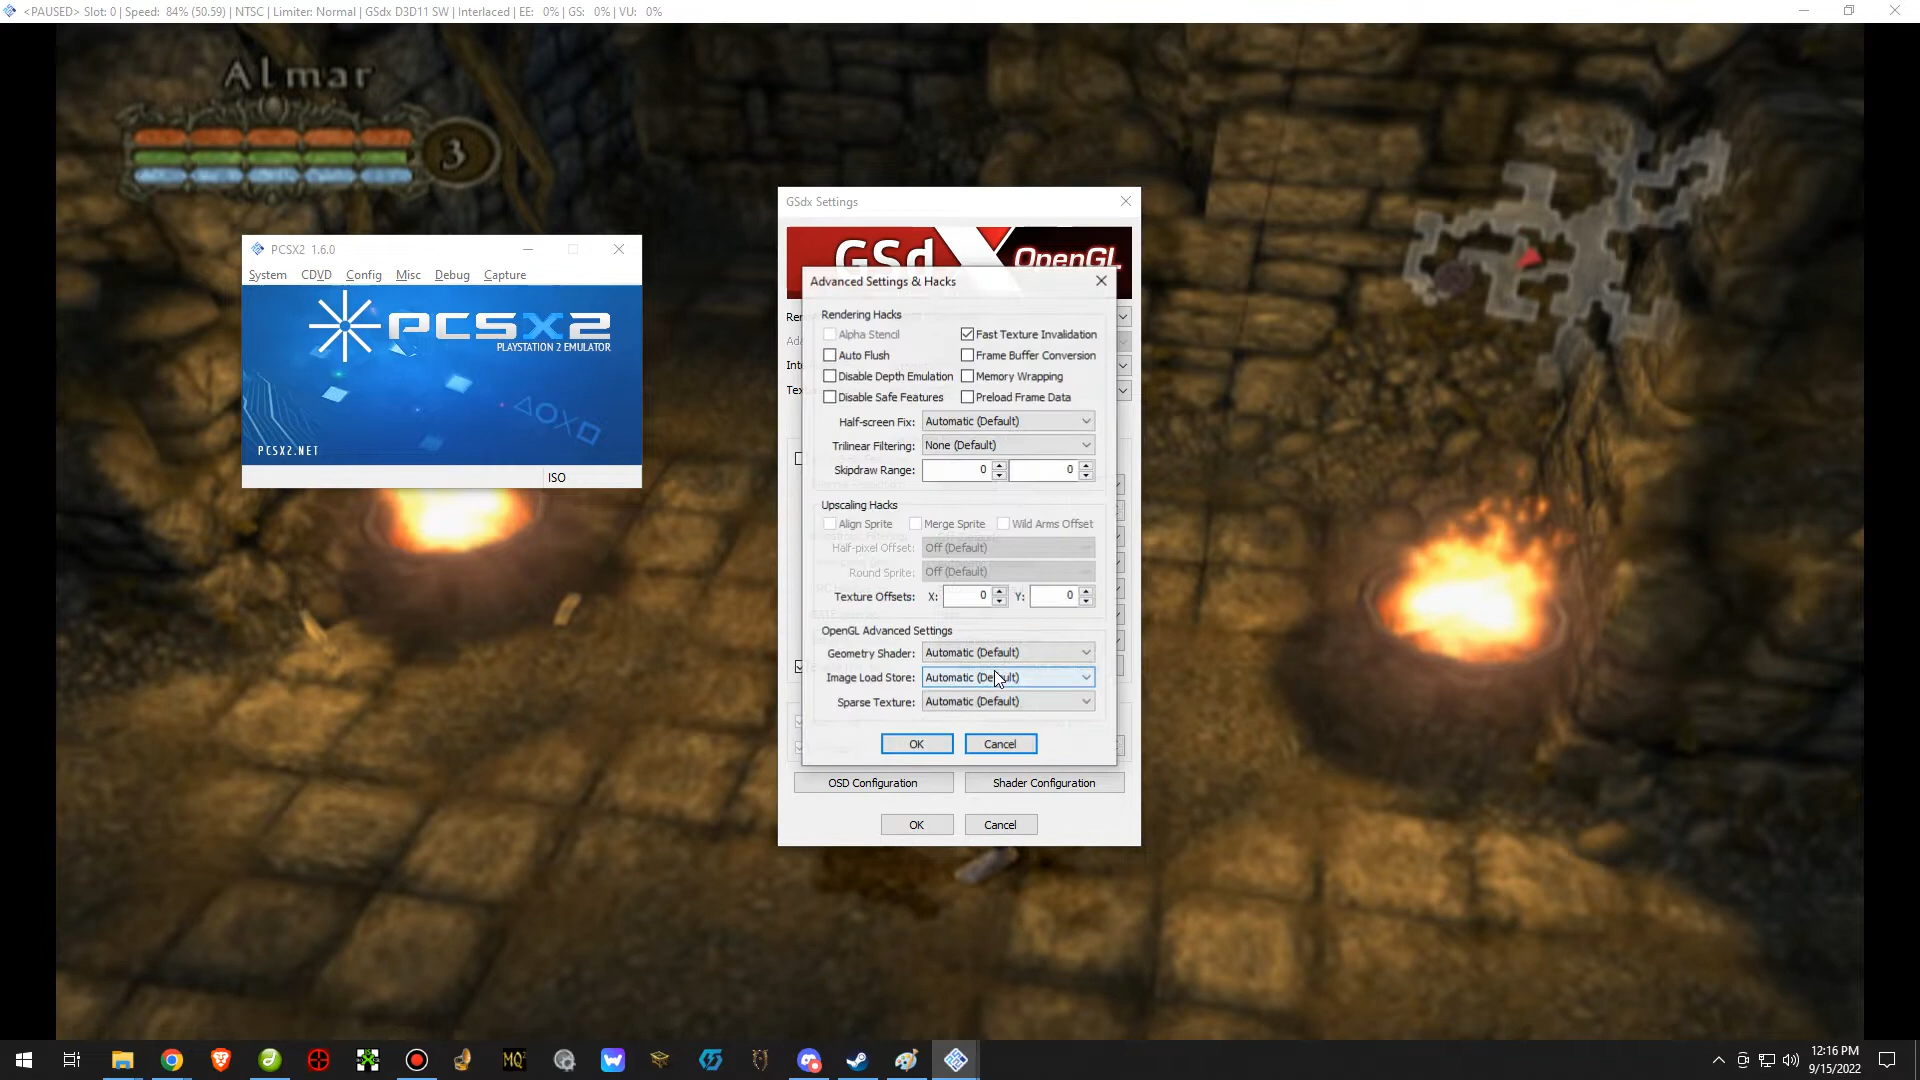 <PAUSED> Slot: 0 | Speed: 84% (50.59) | NTSC | Limiter: Normal | GSdx D3D11 SW | Interlaced | EE: 0% | GS: 0% | VU: 0%
Almar
3
GSdx Settings
GSd
OpenGL
PCSX2 1.6.0
System CDVD Config Misc Debug Capture
PCSX2
PLAYSTATION 2 EMULATOR
PCSX2.NET
ISO
Advanced Settings & Hacks
Rendering Hacks
Alpha Stencil
Fast Texture Invalidation
Auto Flush
Frame Buffer Conversion
Disable Depth Emulation
Memory Wrapping
Disable Safe Features
Preload Frame Data
Half-screen Fix: Automatic (Default)
Trilinear Filtering: None (Default)
Skipdraw Range: 0 0
Upscaling Hacks
Align Sprite Merge Sprite Wild Arms Offset
Half-pixel Offset: Off (Default)
Round Sprite: Off (Default)
Texture Offsets: X: 0 Y: 0
OpenGL Advanced Settings
Geometry Shader: Automatic (Default)
Image Load Store: Automatic (Default)
Sparse Texture: Automatic (Default)
OK Cancel
OSD Configuration Shader Configuration
OK Cancel
MQ
12:16 PM
9/15/2022